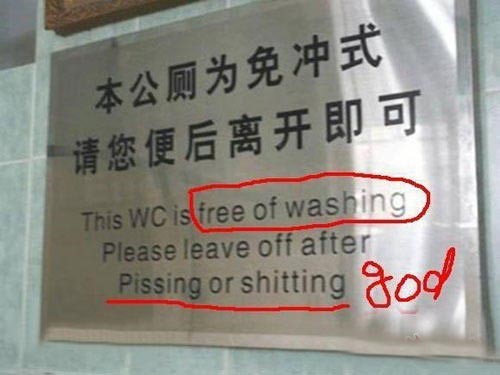 本公厕为免冲式
请您便后离开即可
This WC is free of washing
Please leave off after
Pissing or shitting god